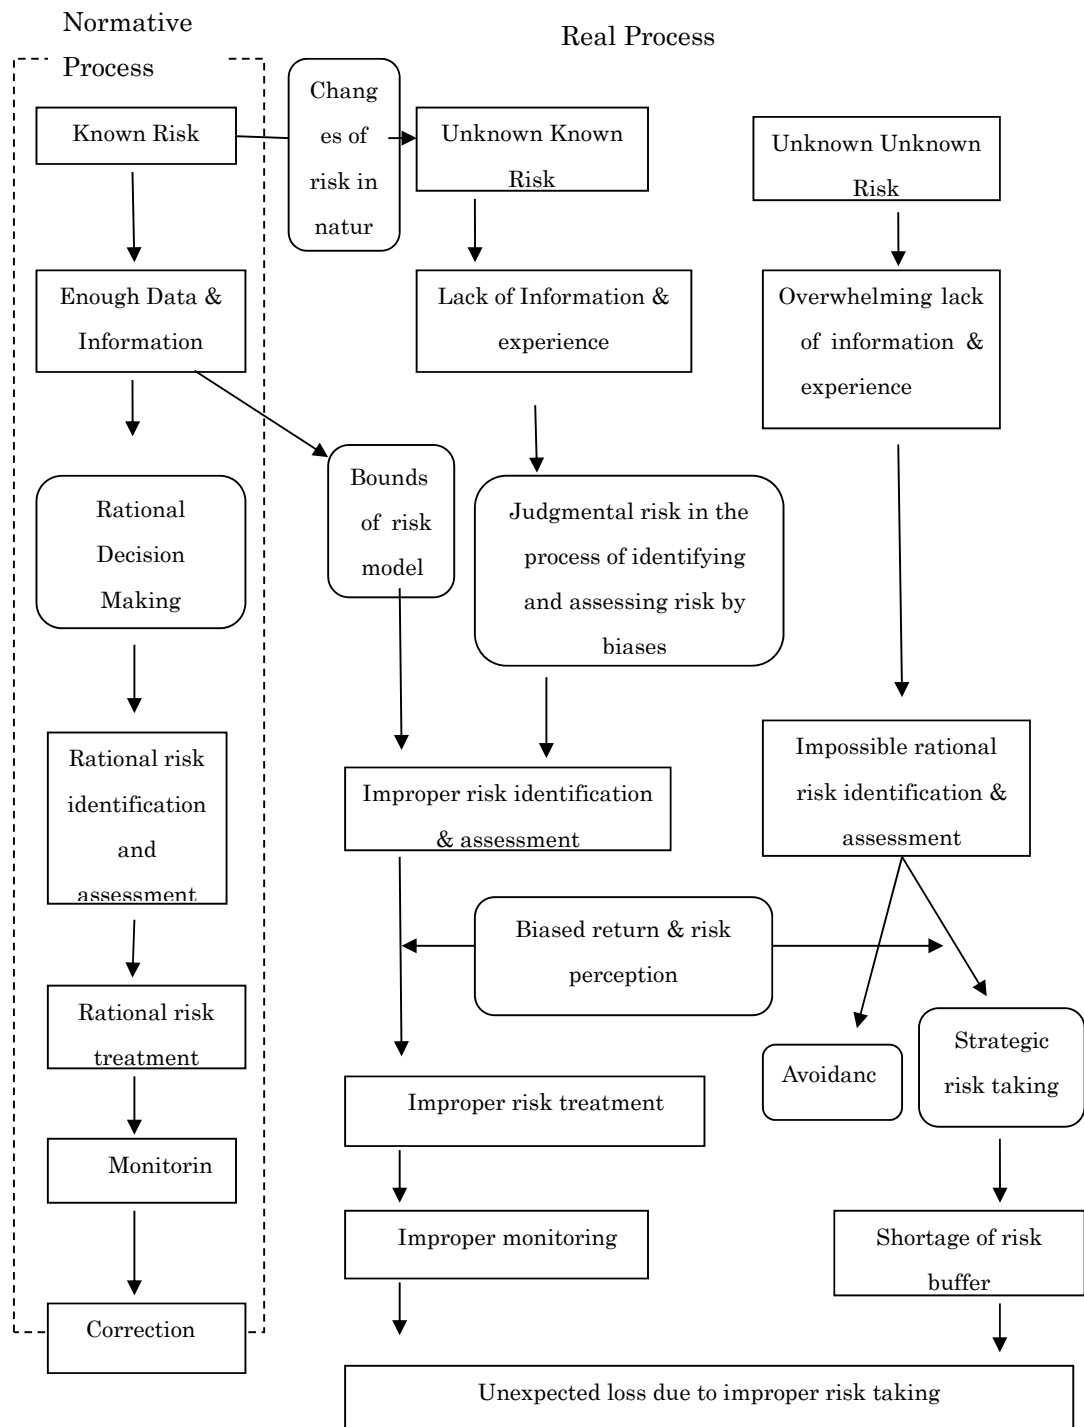 Normative
Process
Real Process
Known Risk
Chang
es of
risk in
natur
Unknown Known
Risk
Unknown Unknown
Risk
Enough Data &
Information
Lack of Information &
experience
Overwhelming lack
of information &
experience
Rational
Decision
Making
Bounds
of risk
model
Judgmental risk in the
process of identifying
and assessing risk by
biases
Rational risk
identification
and
assessment
Improper risk identification
& assessment
Impossible rational
risk identification &
assessment
Biased return & risk
perception
Rational risk
treatment
Improper risk treatment
Avoidanc
Strategic
risk taking
Monitorin
Improper monitoring
Shortage of risk
buffer
Correction
Unexpected loss due to improper risk taking